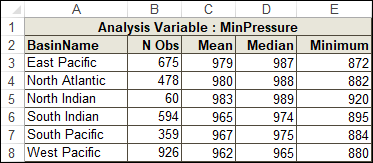 A B C D E
1 Analysis Variable : MinPressure
2 BasinName N Obs Mean Median Minimum
3 East Pacific 675 979 987 872
4 North Atlantic 478 980 988 882
5 North Indian 60 983 989 920
6 South Indian 594 965 974 895
7 South Pacific 359 967 975 884
8 West Pacific 926 962 965 880